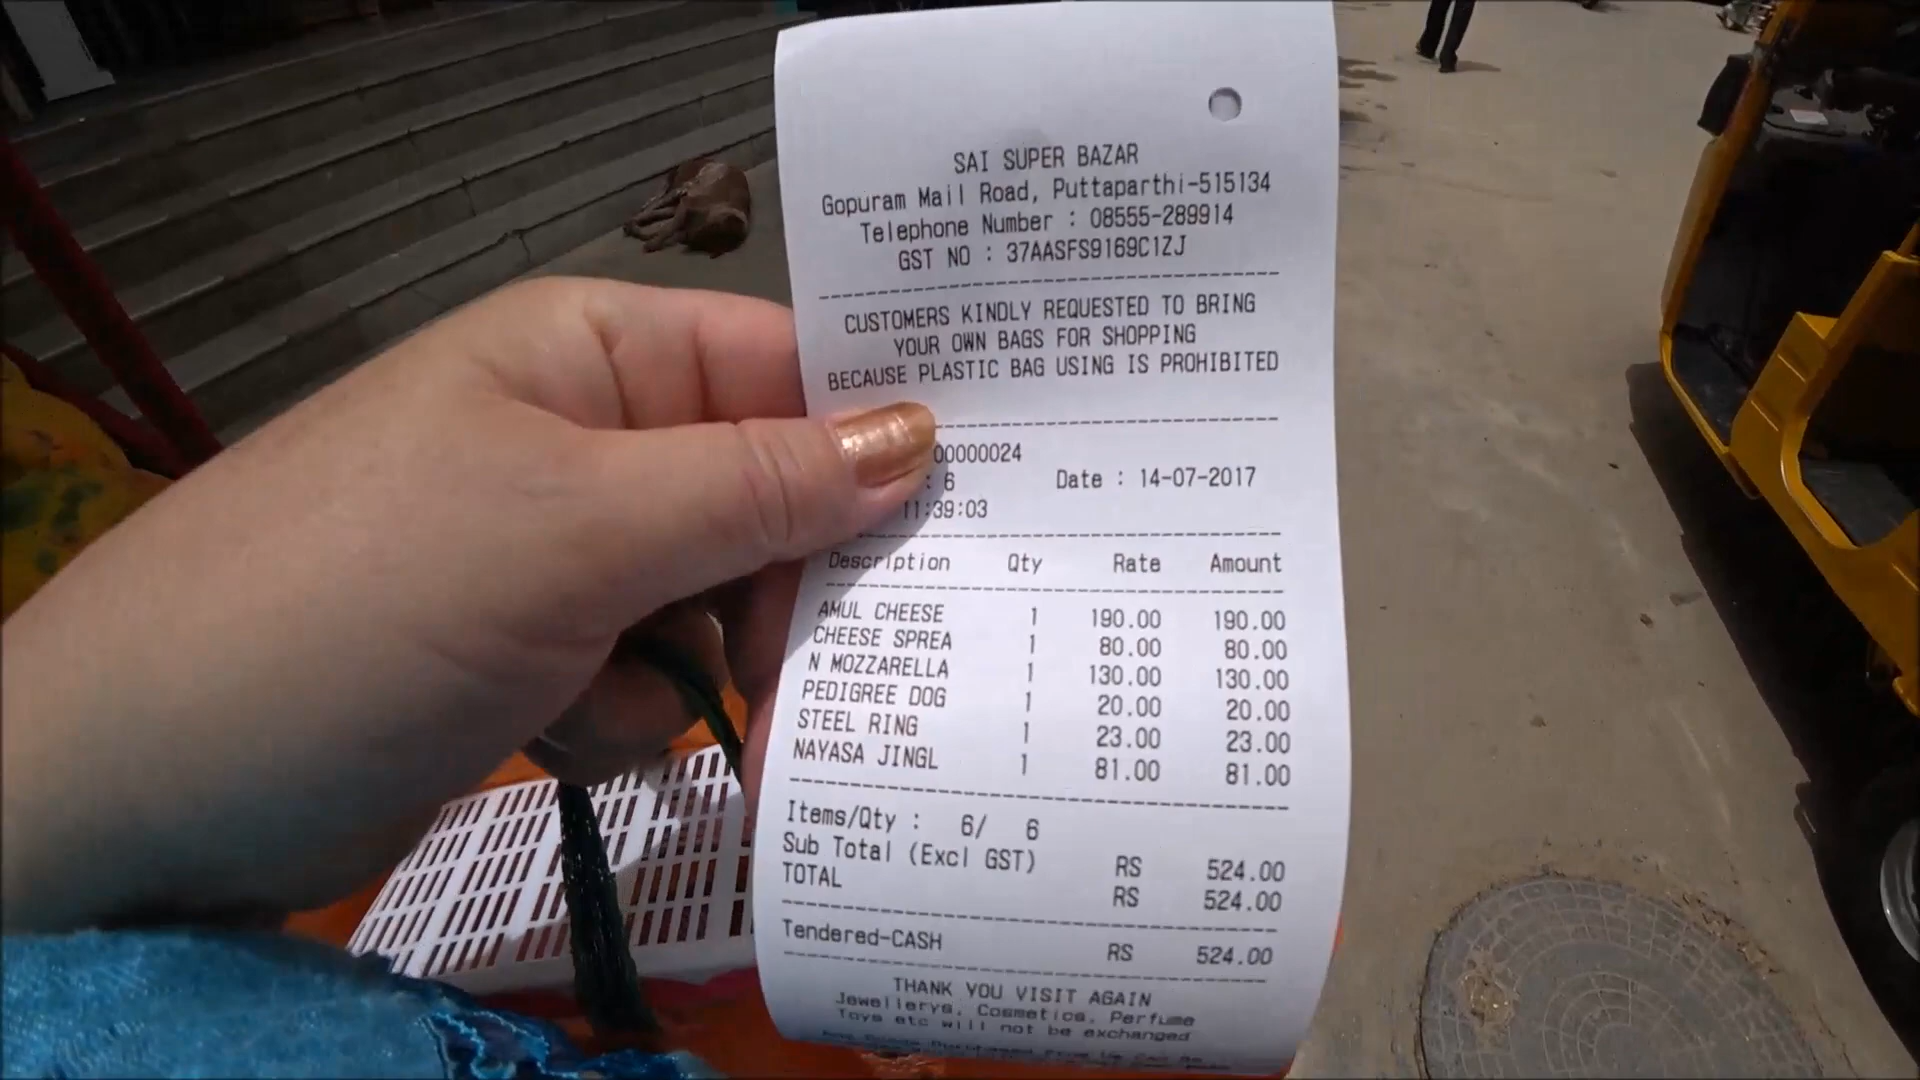 SAI SUPER BAZAR
Gopuram Mail Road, Puttaparthi-515134
Telephone Number : 08555-289914
GST NO : 37AASFS9169C1ZJ
CUSTOMERS KINDLY REQUESTED TO BRING
YOUR OWN BAGS FOR SHOPPING
BECAUSE PLASTIC BAG USING IS PROHIBITED
00000024
: 6 Date : 14-07-2017
11:39:03
Description Qty Rate Amount
AMUL CHEESE 1 190.00 190.00
CHEESE SPREA 1 80.00 80.00
N MOZZARELLA 1 130.00 130.00
PEDIGREE DOG 1 20.00 20.00
STEEL RING 1 23.00 23.00
NAYASA JINGL 1 81.00 81.00
Items/Qty : 6/ 6
Sub Total (Excl GST) RS 524.00
TOTAL RS 524.00
Tendered-CASH RS 524.00
THANK YOU VISIT AGAIN
Jewellerys, Cosmetics, Perfume
Toys etc will not be exchanged